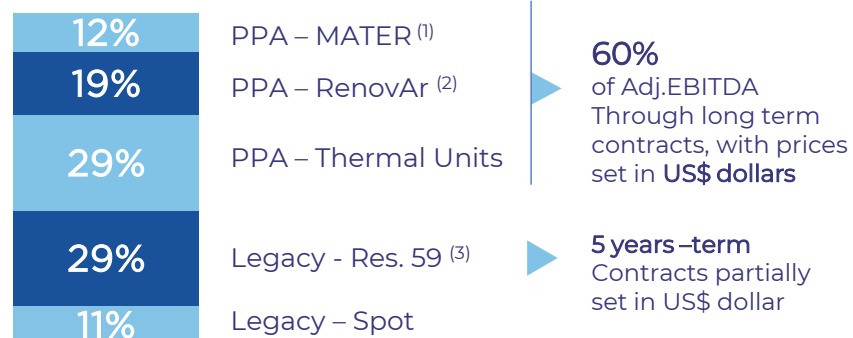 12% PPA – MATER (1)
19% PPA – RenovAr (2)
29% PPA – Thermal Units
29% Legacy - Res. 59 (3)
11% Legacy – Spot
60%
of Adj.EBITDA
Through long term
contracts, with prices
set in US$ dollars
5 years –term
Contracts partially
set in US$ dollar